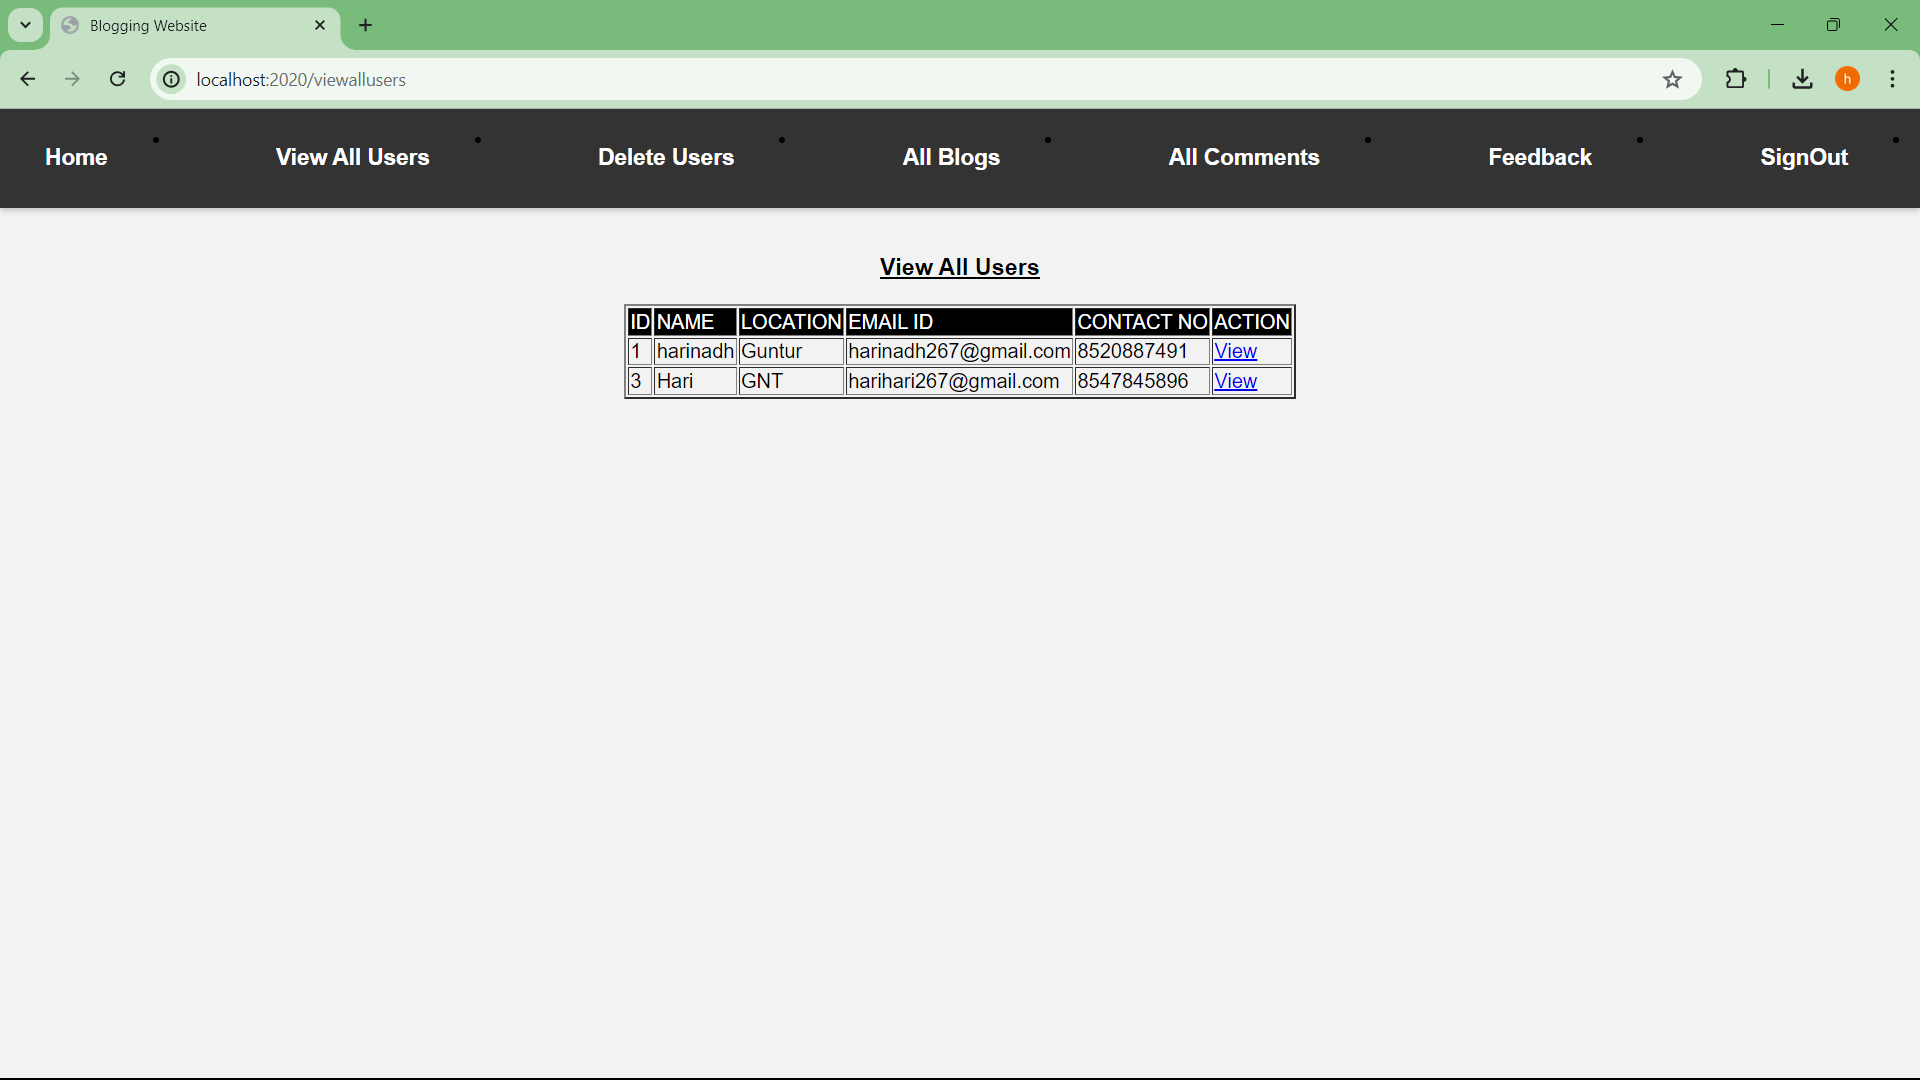 Blogging Website
localhost:2020/viewallusers
h
Home View All Users Delete Users All Blogs All Comments Feedback SignOut
View All Users
ID NAME LOCATION EMAIL ID CONTACT NO ACTION
1 harinadh Guntur harinadh267@gmail.com 8520887491 View
3 Hari GNT harihari267@gmail.com 8547845896 View